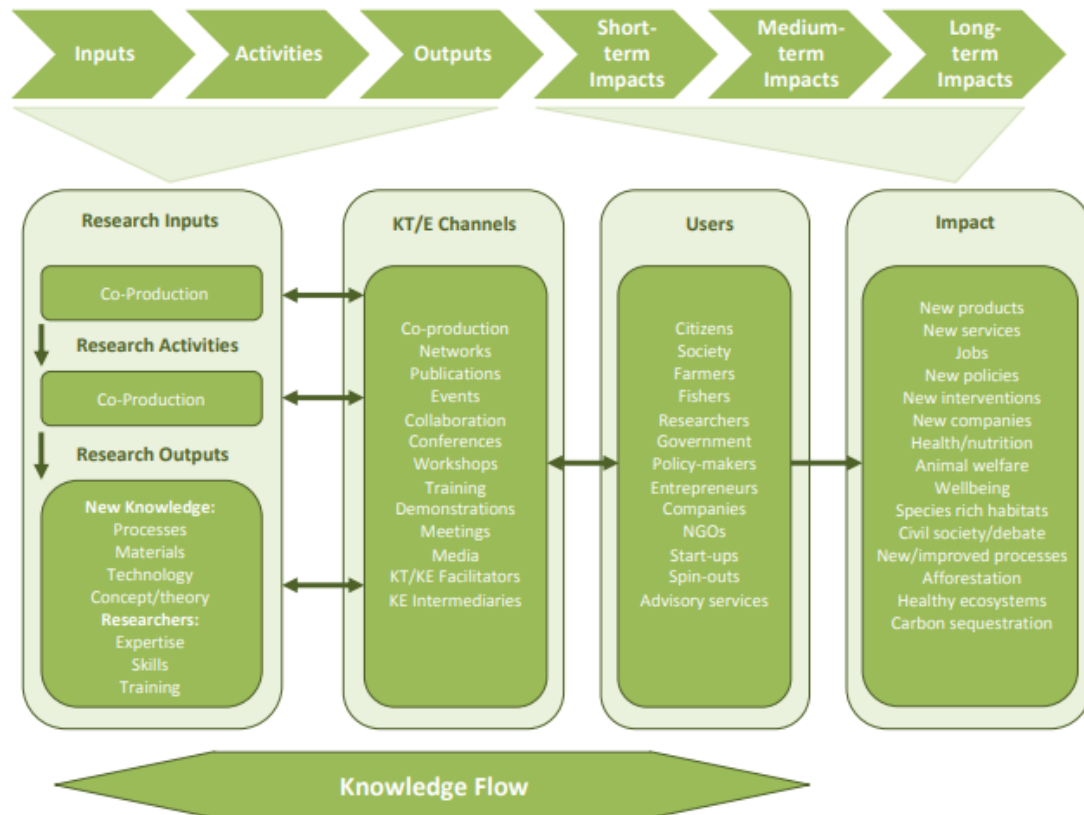 Inputs
Activities
Outputs
Short-
term
Impacts
Medium-
term
Impacts
Long-
term
Impacts
Research Inputs
Co-Production
Research Activities
Co-Production
Research Outputs
New Knowledge:
Processes
Materials
Technology
Concept/theory
Researchers:
Expertise
Skills
Training
KT/E Channels
Co-production
Networks
Publications
Events
Collaboration
Conferences
Workshops
Training
Demonstrations
Meetings
Media
KT/KE Facilitators
KE Intermediaries
Users
Citizens
Society
Farmers
Fishers
Researchers
Government
Policy-makers
Entrepreneurs
Companies
NGOs
Start-ups
Spin-outs
Advisory services
Impact
New products
New services
Jobs
New policies
New interventions
New companies
Health/nutrition
Animal welfare
Wellbeing
Species rich habitats
Civil society/debate
New/improved processes
Afforestation
Healthy ecosystems
Carbon sequestration
Knowledge Flow